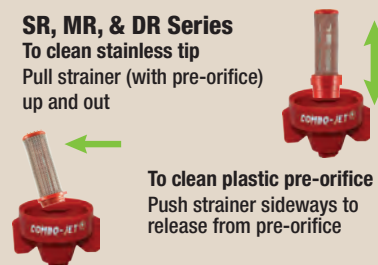 SR, MR, & DR Series
To clean stainless tip
Pull strainer (with pre-orifice)
up and out
COMBO-JET®
To clean plastic pre-orifice
Push strainer sideways to
release from pre-orifice
COMBO-JET®